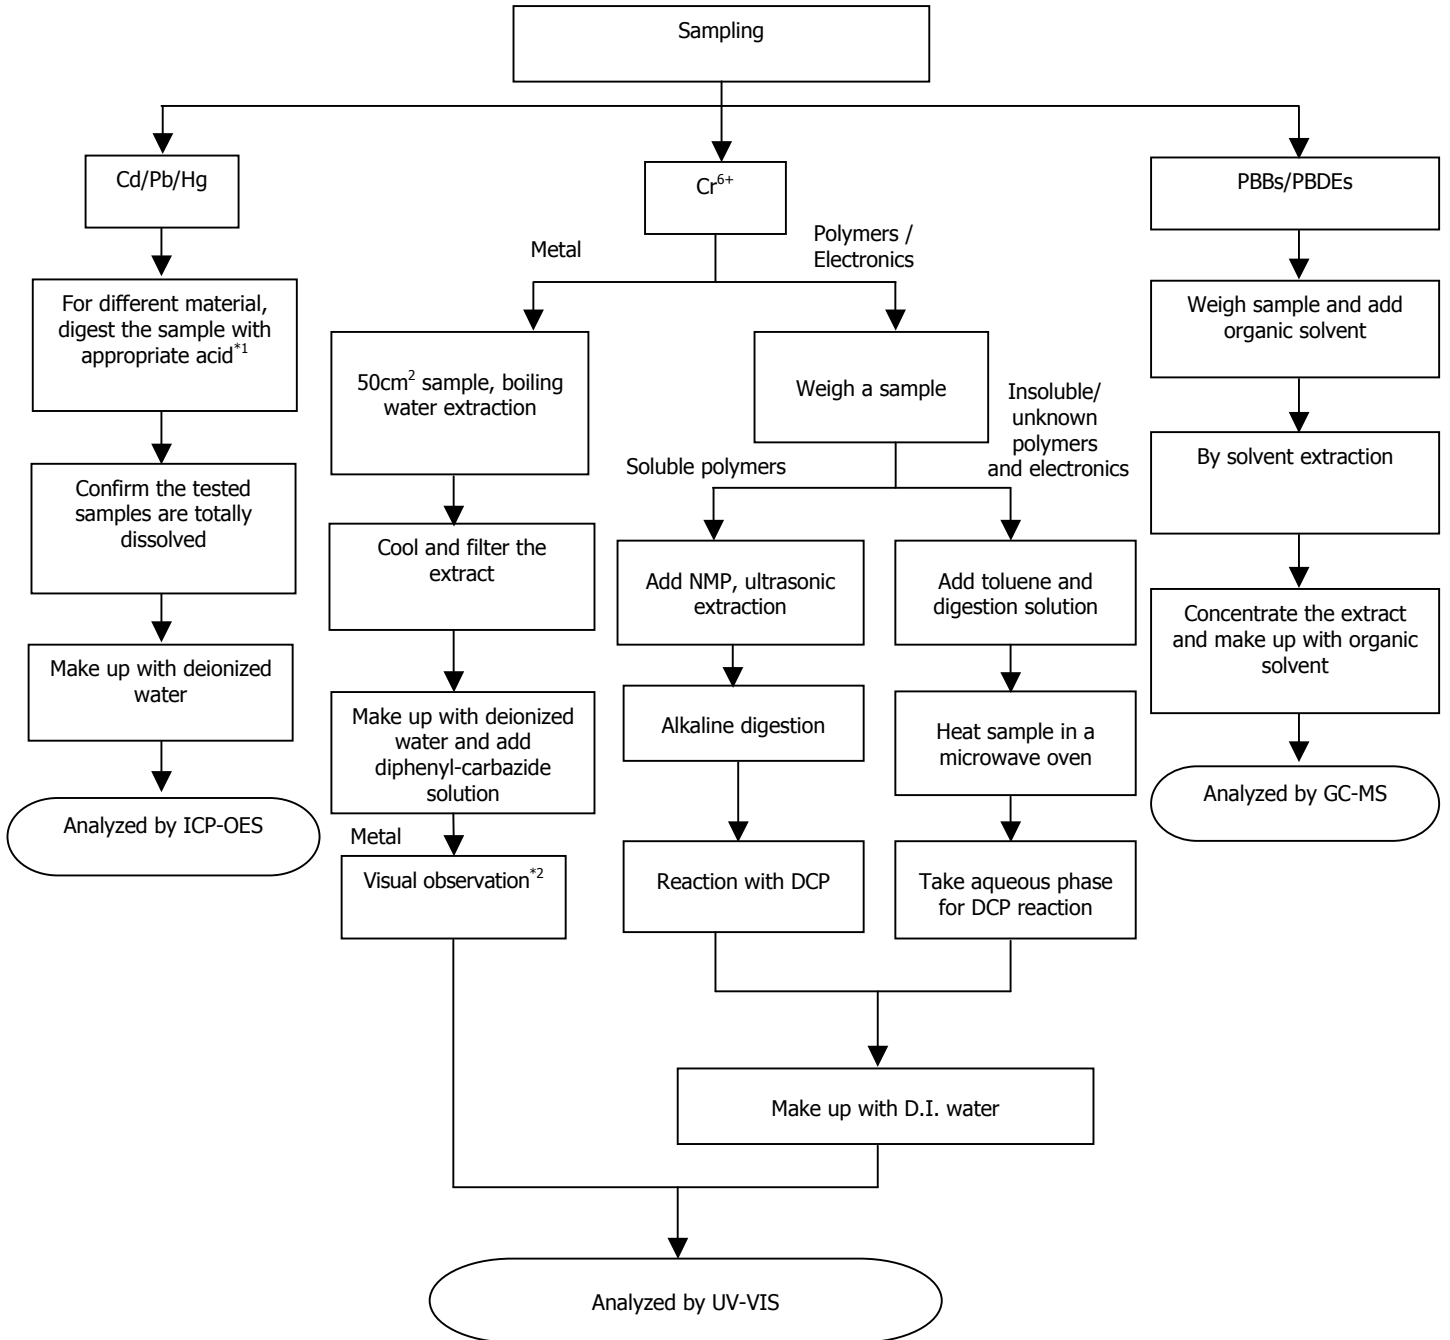 Sampling
Cd/Pb/Hg
Cr6+
PBBs/PBDEs
Metal
Polymers /
Electronics
For different material,
digest the sample with
appropriate acid*1
50cm2 sample, boiling
water extraction
Weigh a sample
Weigh sample and add
organic solvent
Soluble polymers
Insoluble/
unknown
polymers
and electronics
By solvent extraction
Confirm the tested
samples are totally
dissolved
Cool and filter the
extract
Add NMP, ultrasonic
extraction
Add toluene and
digestion solution
Concentrate the extract
and make up with organic
solvent
Make up with deionized
water
Make up with deionized
water and add
diphenyl-carbazide
solution
Alkaline digestion
Heat sample in a
microwave oven
Analyzed by GC-MS
Analyzed by ICP-OES
Metal
Visual observation*2
Reaction with DCP
Take aqueous phase
for DCP reaction
Make up with D.I. water
Analyzed by UV-VIS